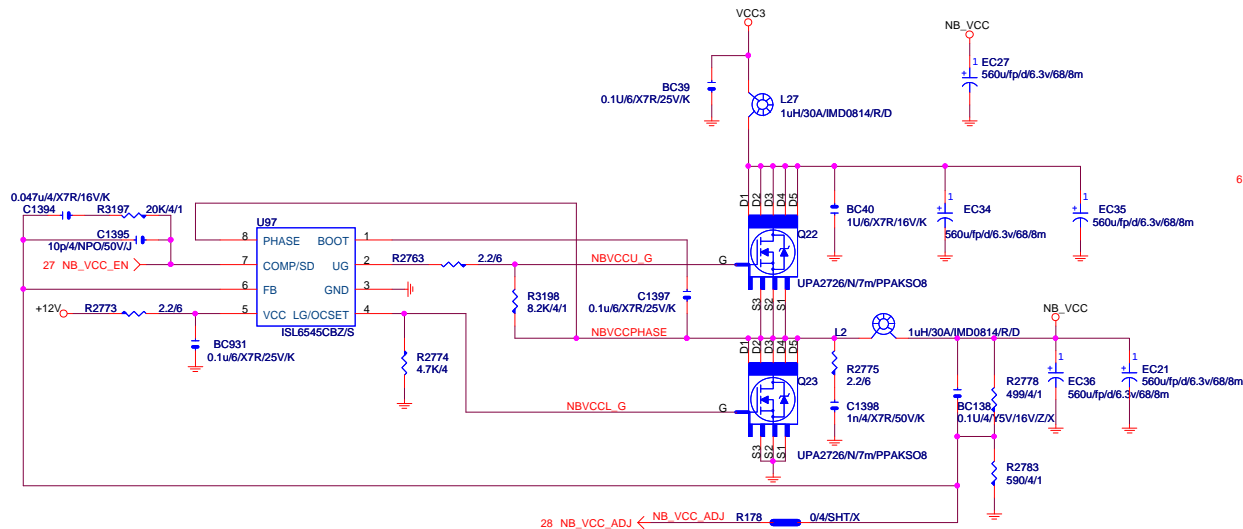 VCC3
NB_VCC
1
EC27
560u/fp/d/6.3v/68/8m
+
BC39
0.1U/6/X7R/25V/K
L27
1uH/30A/IMD0814/R/D
6
D1
D2
D3
D4
D5
BC40
1U/6/X7R/16V/K
1
EC34
+
560u/fp/d/6.3v/68/8m
1
EC35
+
560u/fp/d/6.3v/68/8m
0.047u/4/X7R/16V/K
C1394
R3197
20K/4/1
C1395
10p/4/NPO/50V/J
27 NB_VCC_EN
U97
8 PHASE BOOT 1
7 COMP/SD UG 2
6 FB GND 3
5 VCC LG/OCSET 4
ISL6545CBZ/S
R2763
2.2/6
NBVCCU_G
G
Q22
UPA2726/N/7m/PPAKSO8
S3
S2
S1
R3198
8.2K/4/1
C1397
0.1u/6/X7R/25V/K
+12V
R2773
2.2/6
BC931
0.1u/6/X7R/25V/K
R2774
4.7K/4
NBVCCPHASE
D1
D2
D3
D4
D5
L2
1uH/30A/IMD0814/R/D
NB_VCC
R2775
2.2/6
C1398
1n/4/X7R/50V/K
Q23
NBVCCL_G
G
UPA2726/N/7m/PPAKSO8
S3
S2
S1
R2778
499/4/1
BC138
0.1U/4/Y5V/16V/Z/X
1
+
EC36
560u/fp/d/6.3v/68/8m
1
+
EC21
560u/fp/d/6.3v/68/8m
R2783
590/4/1
28 NB_VCC_ADJ
NB_VCC_ADJ
R178
0/4/SHT/X